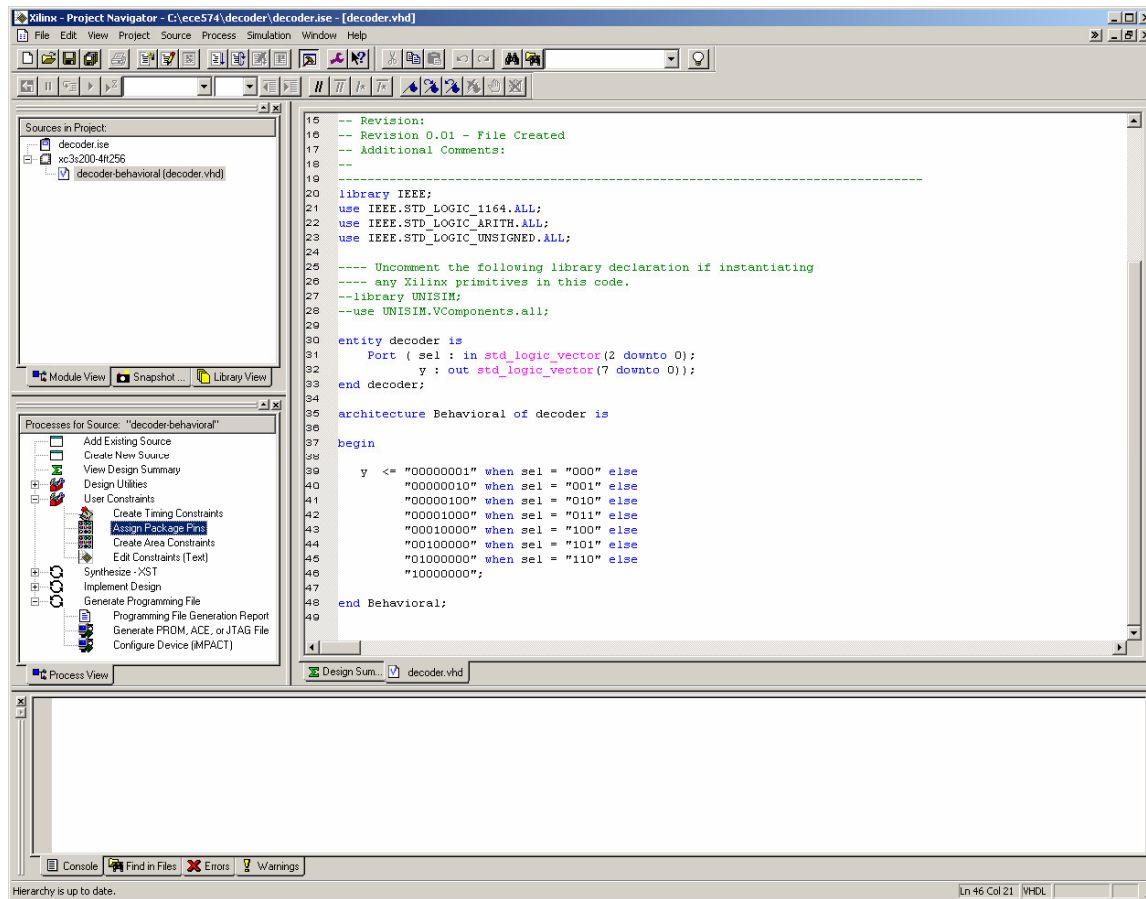 Xilinx - Project Navigator - C:\ece574\decoder\decoder.ise - [decoder.vhd]
File Edit View Project Source Process Simulation Window Help
Sources in Project:
decoder.ise
xc3s200-4ft256
decoder-behavioral (decoder.vhd)
Module View Snapshot ... Library View
Processes for Source: "decoder-behavioral"
Add Existing Source
Create New Source
View Design Summary
Design Utilities
User Constraints
Create Timing Constraints
Assign Package Pins
Create Area Constraints
Edit Constraints (Text)
Synthesize - XST
Implement Design
Generate Programming File
Programming File Generation Report
Generate PROM, ACE, or JTAG File
Configure Device (iMPACT)
Process View
15 -- Revision:
16 -- Revision 0.01 - File Created
17 -- Additional Comments:
18 --
19 --------------------------------------------------------------------------------
20 library IEEE;
21 use IEEE.STD_LOGIC_1164.ALL;
22 use IEEE.STD_LOGIC_ARITH.ALL;
23 use IEEE.STD_LOGIC_UNSIGNED.ALL;
24
25 ---- Uncomment the following library declaration if instantiating
26 ---- any Xilinx primitives in this code.
27 --library UNISIM;
28 --use UNISIM.VComponents.all;
29
30 entity decoder is
31 Port ( sel : in std_logic_vector(2 downto 0);
32 y : out std_logic_vector(7 downto 0));
33 end decoder;
34
35 architecture Behavioral of decoder is
36
37 begin
38
39 y <= "00000001" when sel = "000" else
40 "00000010" when sel = "001" else
41 "00000100" when sel = "010" else
42 "00001000" when sel = "011" else
43 "00010000" when sel = "100" else
44 "00100000" when sel = "101" else
45 "01000000" when sel = "110" else
46 "10000000";
47
48 end Behavioral;
49
Design Sum... decoder.vhd
Console Find in Files Errors Warnings
Hierarchy is up to date. Ln 46 Col 21 VHDL